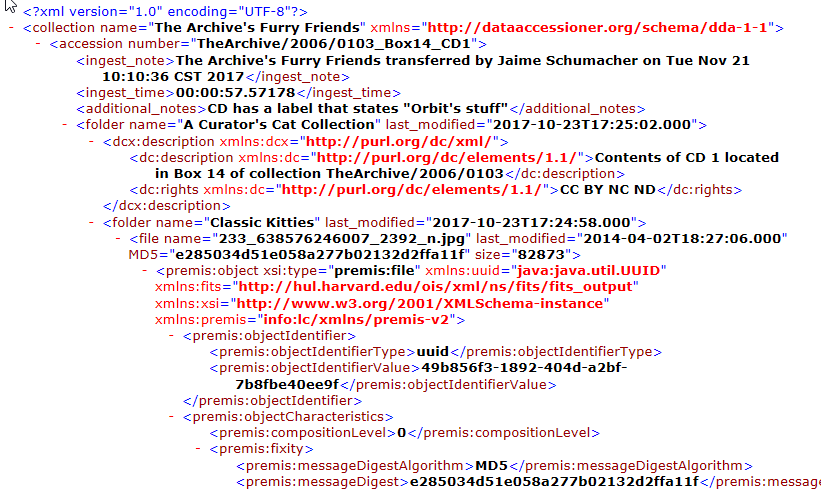 <?xml version="1.0" encoding="UTF-8"?>
- <collection name="The Archive's Furry Friends" xmlns="http://dataaccessioner.org/schema/dda-1-1">
- <accession number="TheArchive/2006/0103_Box14_CD1">
<ingest_note>The Archive's Furry Friends transferred by Jaime Schumacher on Tue Nov 21
10:10:36 CST 2017</ingest_note>
<ingest_time>00:00:57.57178</ingest_time>
<additional_notes>CD has a label that states "Orbit's stuff"</additional_notes>
- <folder name="A Curator's Cat Collection" last_modified="2017-10-23T17:25:02.000">
- <dcx:description xmlns:dcx="http://purl.org/dc/xml/">
<dc:description xmlns:dc="http://purl.org/dc/elements/1.1/">Contents of CD 1 located
in Box 14 of collection TheArchive/2006/0103</dc:description>
<dc:rights xmlns:dc="http://purl.org/dc/elements/1.1/">CC BY NC ND</dc:rights>
</dcx:description>
- <folder name="Classic Kitties" last_modified="2017-10-23T17:24:58.000">
- <file name="233_638576246007_2392_n.jpg" last_modified="2014-04-02T18:27:06.000"
MD5="e285034d51e058a277b02132d2ffa11f" size="82873">
- <premis:object xsi:type="premis:file" xmlns:uuid="java:java.util.UUID"
xmlns:fits="http://hul.harvard.edu/ois/xml/ns/fits/fits_output"
xmlns:xsi="http://www.w3.org/2001/XMLSchema-instance"
xmlns:premis="info:lc/xmlns/premis-v2">
- <premis:objectIdentifier>
<premis:objectIdentifierType>uuid</premis:objectIdentifierType>
<premis:objectIdentifierValue>49b856f3-1892-404d-a2bf-
7b8fbe40ee9f</premis:objectIdentifierValue>
</premis:objectIdentifier>
- <premis:objectCharacteristics>
<premis:compositionLevel>0</premis:compositionLevel>
- <premis:fixity>
<premis:messageDigestAlgorithm>MD5</premis:messageDigestAlgorithm>
<premis:messageDigest>e285034d51e058a277b02132d2ffa11f</premis:message